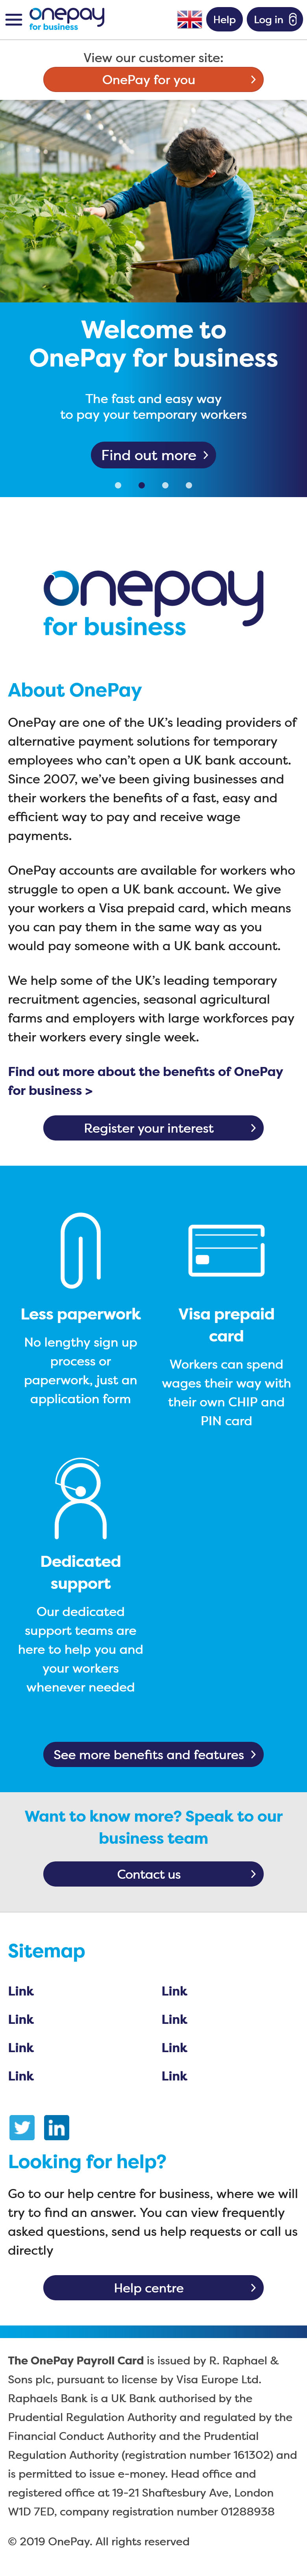 onepay
for business
Help
Log in
View our customer site:
OnePay for you
Welcome to
OnePay for business
The fast and easy way
to pay your temporary workers
Find out more
onepay
for business
About OnePay
OnePay are one of the UK's leading providers of
alternative payment solutions for temporary
employees who can't open a UK bank account.
Since 2007, we've been giving businesses and
their workers the benefits of a fast, easy and
efficient way to pay and receive wage
payments.
OnePay accounts are available for workers who
struggle to open a UK bank account. We give
your workers a Visa prepaid card, which means
you can pay them in the same way as you
would pay someone with a UK bank account.
We help some of the UK's leading temporary
recruitment agencies, seasonal agricultural
farms and employers with large workforces pay
their workers every single week.
Find out more about the benefits of OnePay
for business >
Register your interest
Less paperwork
No lengthy sign up
process or
paperwork, just an
application form
Visa prepaid
card
Workers can spend
wages their way with
their own CHIP and
PIN card
Dedicated
support
Our dedicated
support teams are
here to help you and
your workers
whenever needed
See more benefits and features
Want to know more? Speak to our
business team
Contact us
Sitemap
Link
Link
Link
Link
Link
Link
Link
Link
in
Looking for help?
Go to our help centre for business, where we will
try to find an answer. You can view frequently
asked questions, send us help requests or call us
directly
Help centre
The OnePay Payroll Card is issued by R. Raphael &
Sons plc, pursuant to license by Visa Europe Ltd.
Raphaels Bank is a UK Bank authorised by the
Prudential Regulation Authority and regulated by the
Financial Conduct Authority and the Prudential
Regulation Authority (registration number 161302) and
is permitted to issue e-money. Head office and
registered office at 19-21 Shaftesbury Ave, London
W1D 7ED, company registration number 01288938
© 2019 OnePay. All rights reserved